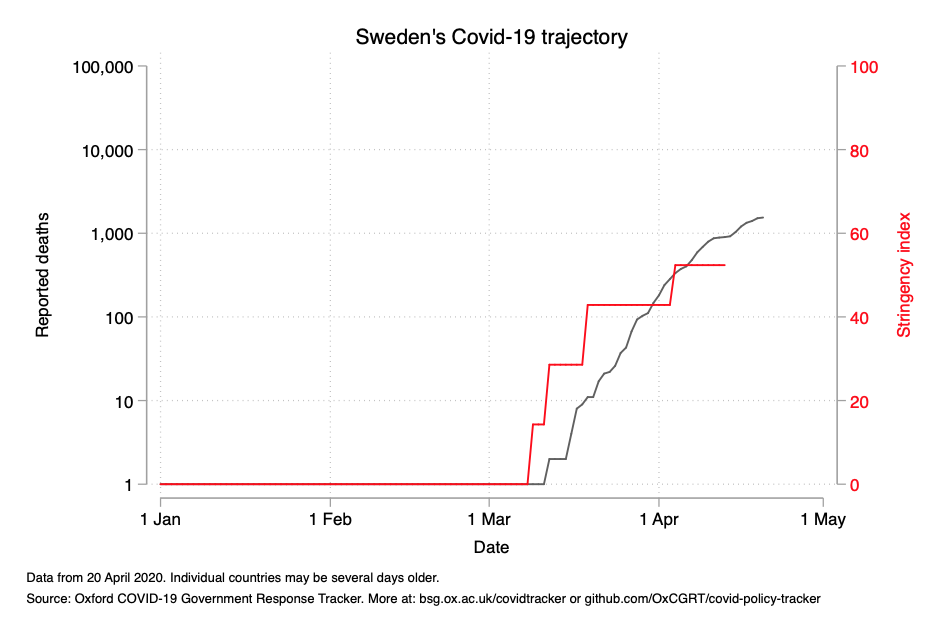 Sweden's Covid-19 trajectory
100,000
10,000
1,000
100
10
1
Reported deaths
100
80
60
40
20
0
Stringency index
1 Jan
1 Feb
1 Mar
1 Apr
1 May
Date
Data from 20 April 2020. Individual countries may be several days older.
Source: Oxford COVID-19 Government Response Tracker. More at: bsg.ox.ac.uk/covidtracker or github.com/OxCGRT/covid-policy-tracker